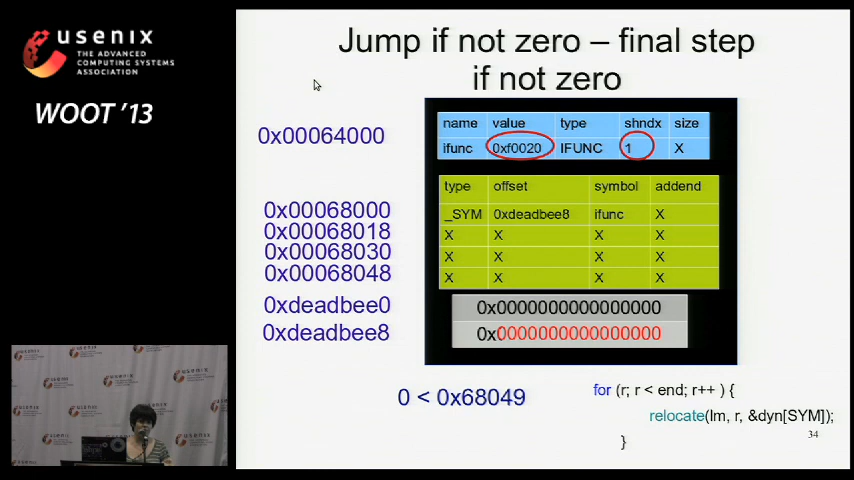 usenix
THE ADVANCED
COMPUTING SYSTEMS
ASSOCIATION
WOOT '13
Jump if not zero – final step
if not zero
0x00064000
name value type shndx size
ifunc 0xf0020 IFUNC 1 X
type offset symbol addend
_SYM 0xdeadbee8 ifunc X
X X X X
X X X X
X X X X
0x00068000
0x00068018
0x00068030
0x00068048
0xdeadbee0
0xdeadbee8
0x0000000000000000
0x0000000000000000
0 < 0x68049
for (r; r < end; r++ ) {
relocate(lm, r, &dyn[SYM]);
}
34